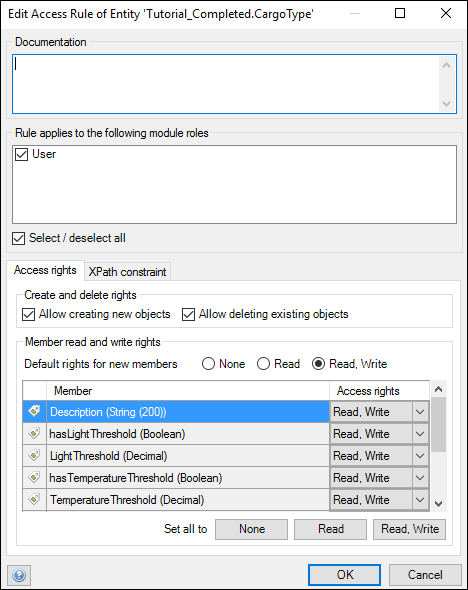 Edit Access Rule of Entity 'Tutorial_Completed.CargoType'
Documentation
Rule applies to the following module roles
User
Select / deselect all
Access rights XPath constraint
Create and delete rights
Allow creating new objects Allow deleting existing objects
Member read and write rights
Default rights for new members None Read Read, Write
Member Access rights
Description (String (200)) Read, Write
hasLightThreshold (Boolean) Read, Write
LightThreshold (Decimal) Read, Write
hasTemperatureThreshold (Boolean) Read, Write
TemperatureThreshold (Decimal) Read, Write
Set all to None Read Read, Write
OK Cancel